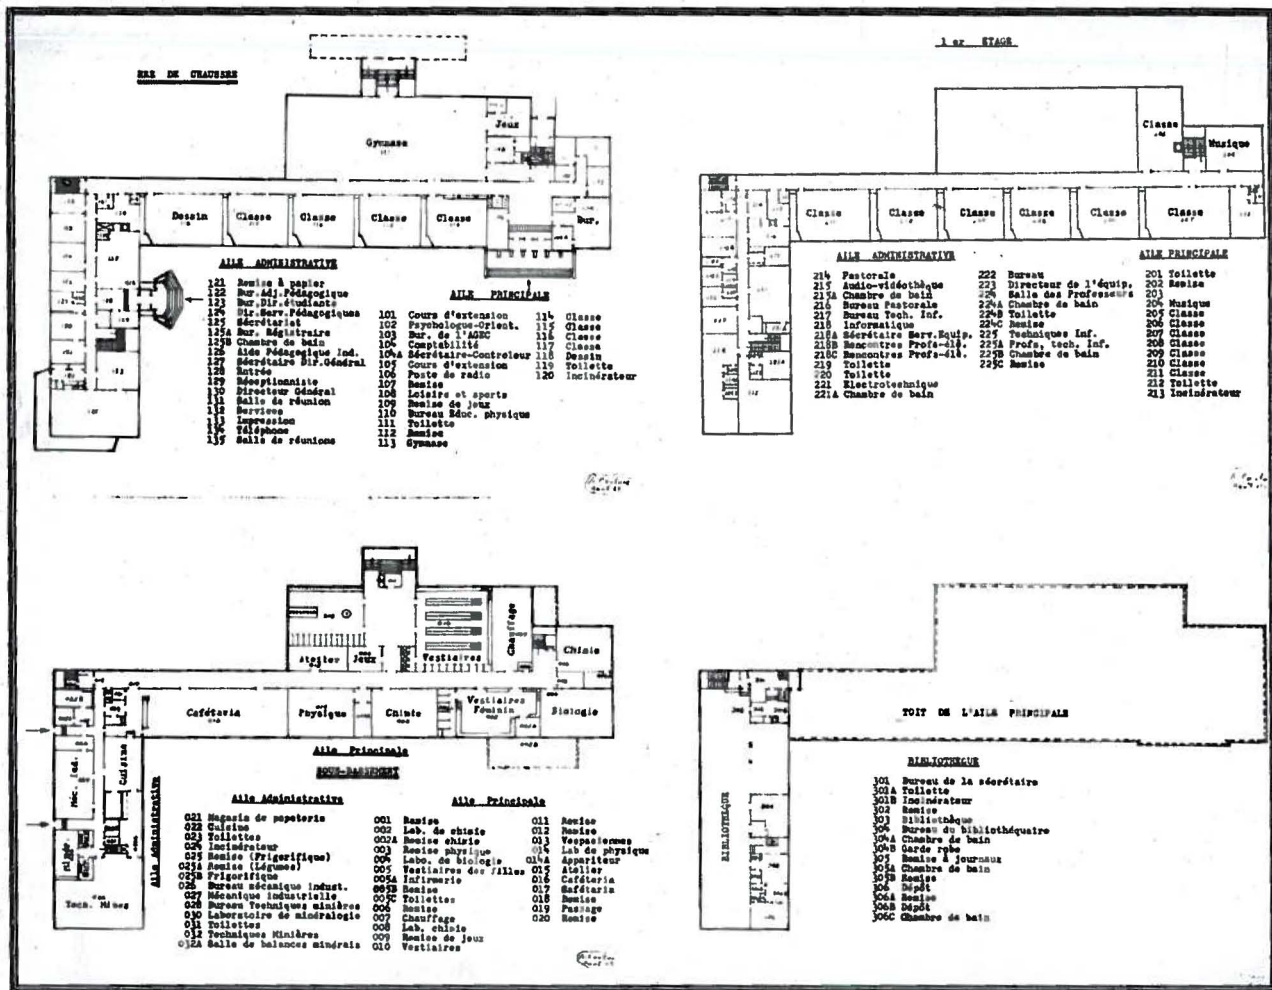 RRE DE CHAUSSEE
Gymnase
Jeux
Dessin
Classe
Classe
Classe
Classe
Bur.
AILE ADMINISTRATIVE
121 Remise à papier
122 Bur.Adj.Pédagogique
123 Bur.Dir.étudiants
124 Dir.Serv.Pédagogiques
125 Sécrétariat
125A Bur. Régistraire
125B Chambre de bain
126 Aide Pédagogique Ind.
127 Sécrétaire Dir.Général
128 Entrée
129 Réceptionniste
130 Directeur Général
131 Salle de réunion
132 Services
133 Impression
134 Téléphone
135 Salle de réunions
AILE PRINCIPALE
101 Cours d'extension
102 Psychologue-Orient.
103 Bur. de l'AGEC
104 Comptabilité
104A Sécrétaire-Controleur
105 Cours d'extension
106 Poste de radio
107 Remise
108 Loisirs et sports
109 Remise de jeux
110 Bureau Educ. physique
111 Toilette
112 Remise
113 Gymnase
114 Classe
115 Classe
116 Classe
117 Classe
118 Dessin
119 Toilette
120 Incinérateur
1 er ETAGE
Classe
Musique
Classe
Classe
Classe
Classe
Classe
Classe
AILE ADMINISTRATIVE
214 Pastorale
215 Audio-vidéothèque
215A Chambre de bain
216 Bureau Pastorale
217 Bureau Tech. Inf.
218 Informatique
218A Sécrétaire Serv.Equip.
218B Rencontres Profs-élé.
218C Rencontres Profs-élé.
219 Toilette
220 Toilette
221 Electrotechnique
221A Chambre de bain
222 Bureau
223 Directeur de l'équip.
224 Salle des Professeurs
224A Chambre de bain
224B Toilette
224C Remise
225 Techniques Inf.
225A Profs, tech. Inf.
225B Chambre de bain
225C Remise
AILE PRINCIPALE
201 Toilette
202 Remise
203
204 Musique
205 Classe
206 Classe
207 Classe
208 Classe
209 Classe
210 Classe
211 Classe
212 Toilette
213 Incinérateur
Atelier
Jeux
Vestiaires
Chauffage
Chimie
Cafétaria
Physique
Chimie
Vestiaires
Féminin
Biologie
Méc. Ind.
Cuisine
Tech. Mines
Aile Administrative
Aile Principale
SOUS-BASSEMENT
Aile Administrative
021 Magasin de papeterie
022 Cuisine
023 Toilettes
024 Incinérateur
025 Remise (Frigorifique)
025A Remise (Légumes)
025B Frigorifique
026 Bureau mécanique indust.
027 Mécanique industrielle
028 Bureau Techniques minières
030 Laboratoire de minéralogie
031 Toilettes
032 Techniques Minières
032A Salle de balances minérais
Aile Principale
001 Remise
002 Lab. de chimie
002A Remise chimie
003 Remise physique
004 Labo. de biologie
005 Vestiaires des filles
005A Infirmerie
005B Remise
005C Toilettes
006 Remise
007 Chauffage
008 Lab. chimie
009 Remise de jeux
010 Vestiaires
011 Remise
012 Remise
013 Vespasiennes
014 Lab de physique
014A Appariteur
015 Atelier
016 Cafétaria
017 Cafétaria
018 Remise
019 Passage
020 Remise
TOIT DE L'AILE PRINCIPALE
BIBLIOTHEQUE
BIBLIOTHEQUE
301 Bureau de la sécrétaire
301A Toilette
301B Incinérateur
302 Remise
303 Bibliothèque
304 Bureau du bibliothéquaire
304A Chambre de bain
304B Garde robe
305 Remise à journaux
305A Chambre de bain
305B Remise
306 Dépôt
306A Remise
306B Dépôt
306C Chambre de bain